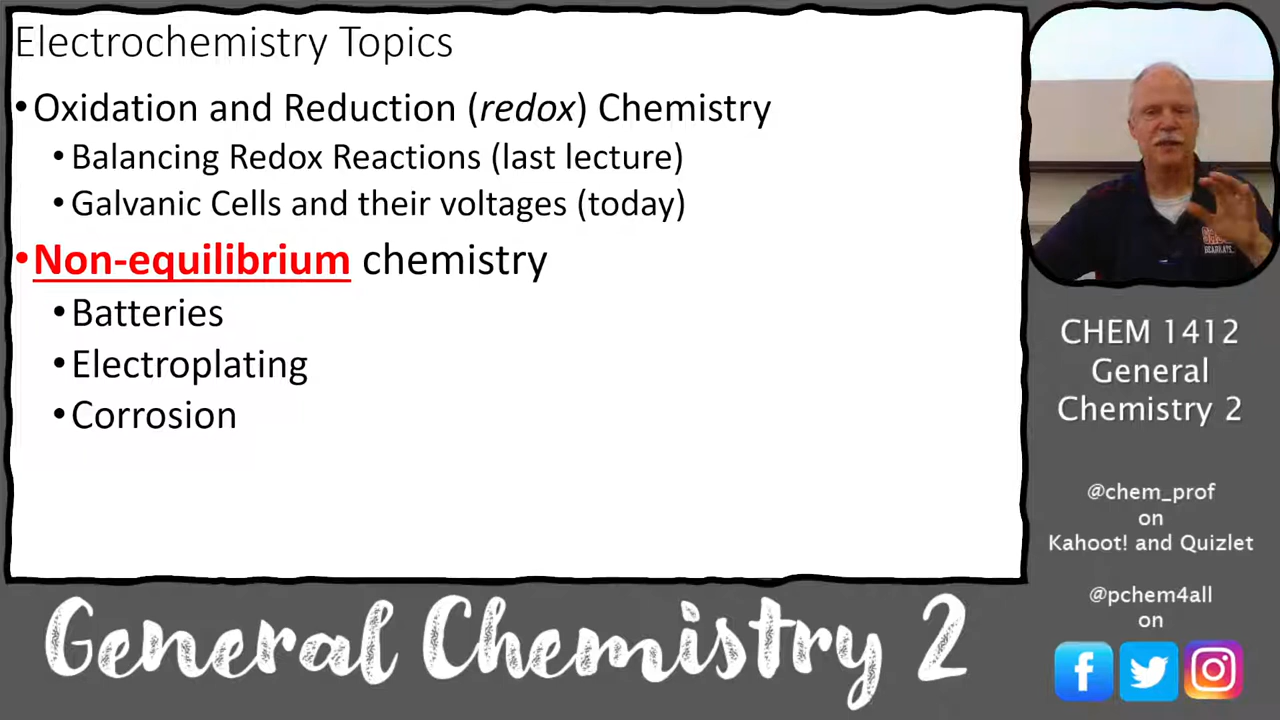 Electrochemistry Topics
•Oxidation and Reduction (redox) Chemistry
•Balancing Redox Reactions (last lecture)
•Galvanic Cells and their voltages (today)
•Non-equilibrium chemistry
•Batteries
•Electroplating
•Corrosion
CHEM 1412
General
Chemistry 2
@chem_prof
on
Kahoot! and Quizlet
@pchem4all
on
General Chemistry 2